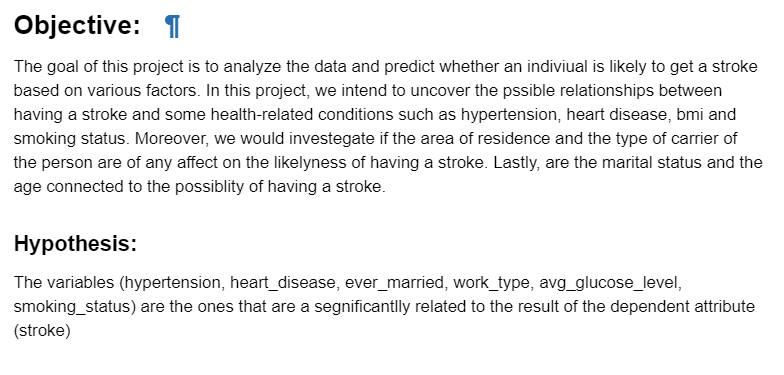 Objective: ¶
The goal of this project is to analyze the data and predict whether an indiviual is likely to get a stroke
based on various factors. In this project, we intend to uncover the pssible relationships between
having a stroke and some health-related conditions such as hypertension, heart disease, bmi and
smoking status. Moreover, we would investegate if the area of residence and the type of carrier of
the person are of any affect on the likelyness of having a stroke. Lastly, are the marital status and the
age connected to the possiblity of having a stroke.
Hypothesis:
The variables (hypertension, heart_disease, ever_married, work_type, avg_glucose_level,
smoking_status) are the ones that are a segnificantlly related to the result of the dependent attribute
(stroke)